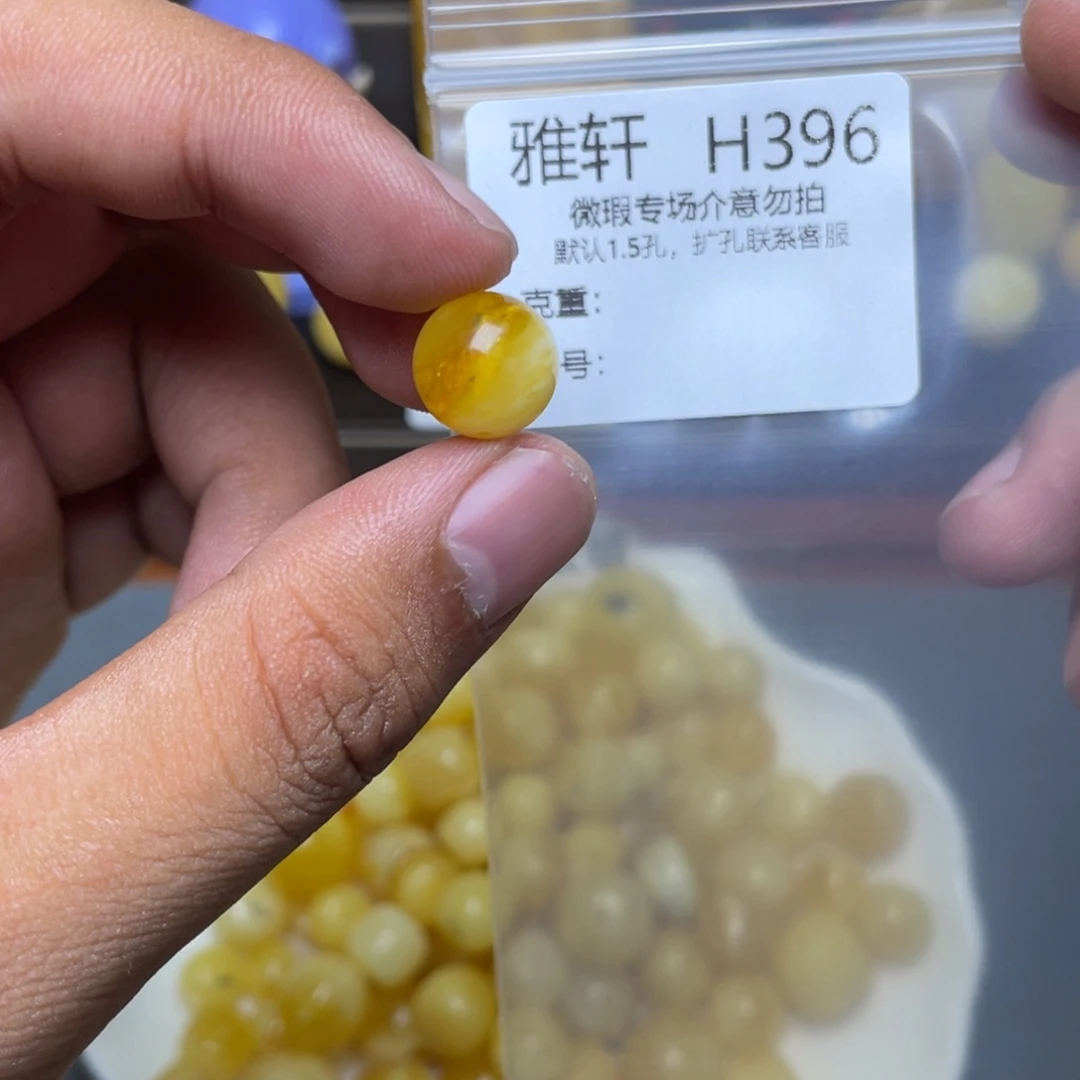 雅轩 H396
微瑕专场介意勿拍
默认1.5孔，扩孔联系客服
克重：
号：